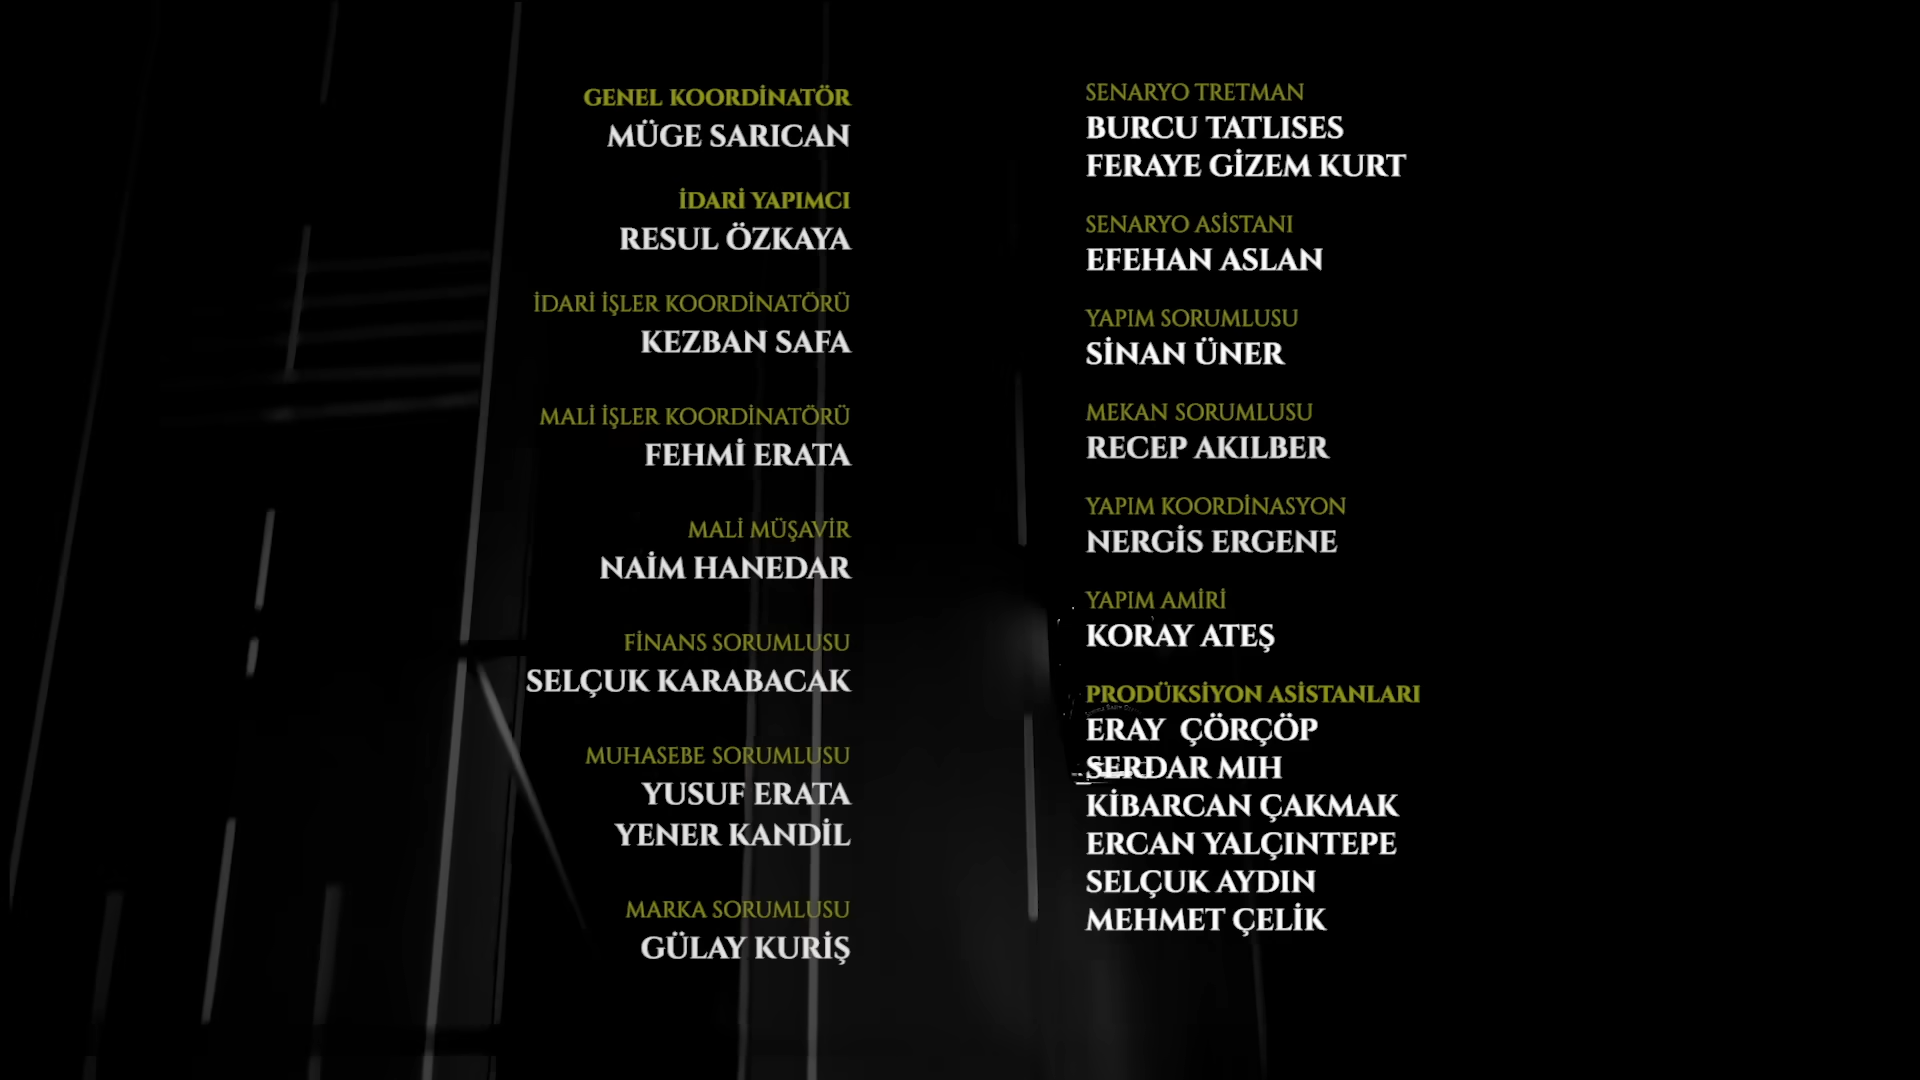 GENEL KOORDİNATÖR
MÜGE SARICAN
İDARİ YAPIMCI
RESUL ÖZKAYA
İDARİ İŞLER KOORDİNATÖRÜ
KEZBAN SAFA
MALİ İŞLER KOORDİNATÖRÜ
FEHMİ ERATA
MALİ MÜŞAVİR
NAİM HANEDAR
FİNANS SORUMLUSU
SELÇUK KARABACAK
MUHASEBE SORUMLUSU
YUSUF ERATA
YENER KANDİL
MARKA SORUMLUSU
GÜLAY KURİŞ
SENARYO TRETMAN
BURCU TATLISES
FERAYE GİZEM KURT
SENARYO ASİSTANI
EFEHAN ASLAN
YAPIM SORUMLUSU
SİNAN ÜNER
MEKAN SORUMLUSU
RECEP AKILBER
YAPIM KOORDİNASYON
NERGİS ERGENE
YAPIM AMİRİ
KORAY ATEŞ
PRODÜKSİYON ASİSTANLARI
ERAY ÇÖRÇÖP
SERDAR MIH
KİBARCAN ÇAKMAK
ERCAN YALÇINTEPE
SELÇUK AYDIN
MEHMET ÇELİK